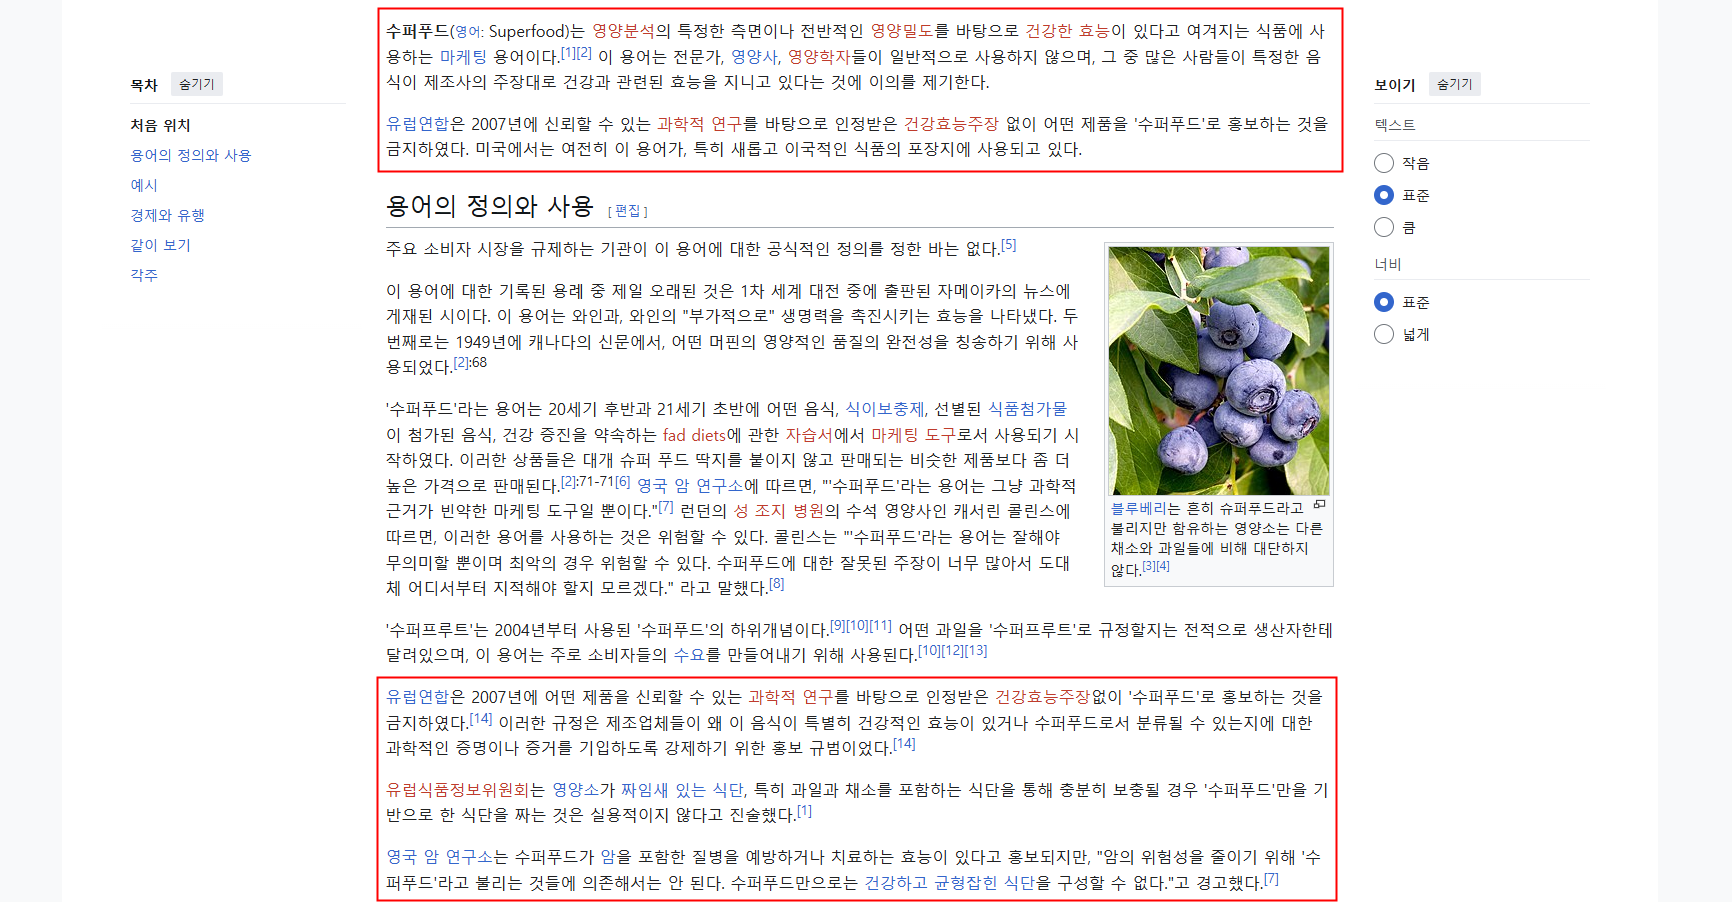 목차 숨기기
처음 위치
용어의 정의와 사용
예시
경제와 유행
같이 보기
각주
수퍼푸드(영어: Superfood)는 영양분석의 특정한 측면이나 전반적인 영양밀도를 바탕으로 건강한 효능이 있다고 여겨지는 식품에 사
용하는 마케팅 용어이다.[1][2] 이 용어는 전문가, 영양사, 영양학자들이 일반적으로 사용하지 않으며, 그 중 많은 사람들이 특정한 음
식이 제조사의 주장대로 건강과 관련된 효능을 지니고 있다는 것에 이의를 제기한다.
유럽연합은 2007년에 신뢰할 수 있는 과학적 연구를 바탕으로 인정받은 건강효능주장 없이 어떤 제품을 '수퍼푸드'로 홍보하는 것을
금지하였다. 미국에서는 여전히 이 용어가, 특히 새롭고 이국적인 식품의 포장지에 사용되고 있다.
용어의 정의와 사용 [ 편집 ]
주요 소비자 시장을 규제하는 기관이 이 용어에 대한 공식적인 정의를 정한 바는 없다.[5]
이 용어에 대한 기록된 용례 중 제일 오래된 것은 1차 세계 대전 중에 출판된 자메이카의 뉴스에
게재된 시이다. 이 용어는 와인과, 와인의 "부가적으로" 생명력을 촉진시키는 효능을 나타냈다. 두
번째로는 1949년에 캐나다의 신문에서, 어떤 머핀의 영양적인 품질의 완전성을 칭송하기 위해 사
용되었다.[2]:68
'수퍼푸드'라는 용어는 20세기 후반과 21세기 초반에 어떤 음식, 식이보충제, 선별된 식품첨가물
이 첨가된 음식, 건강 증진을 약속하는 fad diets에 관한 자습서에서 마케팅 도구로서 사용되기 시
작하였다. 이러한 상품들은 대개 슈퍼 푸드 딱지를 붙이지 않고 판매되는 비슷한 제품보다 좀 더
높은 가격으로 판매된다.[2]:71-71[6] 영국 암 연구소에 따르면, "'수퍼푸드'라는 용어는 그냥 과학적
근거가 빈약한 마케팅 도구일 뿐이다."[7] 런던의 성 조지 병원의 수석 영양사인 캐서린 콜린스에
따르면, 이러한 용어를 사용하는 것은 위험할 수 있다. 콜린스는 "'수퍼푸드'라는 용어는 잘해야
무의미할 뿐이며 최악의 경우 위험할 수 있다. 수퍼푸드에 대한 잘못된 주장이 너무 많아서 도대
체 어디서부터 지적해야 할지 모르겠다." 라고 말했다.[8]
블루베리는 흔히 슈퍼푸드라고
불리지만 함유하는 영양소는 다른
채소와 과일들에 비해 대단하지
않다.[3][4]
'수퍼프루트'는 2004년부터 사용된 '수퍼푸드'의 하위개념이다.[9][10][11] 어떤 과일을 '수퍼프루트'로 규정할지는 전적으로 생산자한테
달려있으며, 이 용어는 주로 소비자들의 수요를 만들어내기 위해 사용된다.[10][12][13]
유럽연합은 2007년에 어떤 제품을 신뢰할 수 있는 과학적 연구를 바탕으로 인정받은 건강효능주장없이 '수퍼푸드'로 홍보하는 것을
금지하였다.[14] 이러한 규정은 제조업체들이 왜 이 음식이 특별히 건강적인 효능이 있거나 수퍼푸드로서 분류될 수 있는지에 대한
과학적인 증명이나 증거를 기입하도록 강제하기 위한 홍보 규범이었다.[14]
유럽식품정보위원회는 영양소가 짜임새 있는 식단, 특히 과일과 채소를 포함하는 식단을 통해 충분히 보충될 경우 '수퍼푸드'만을 기
반으로 한 식단을 짜는 것은 실용적이지 않다고 진술했다.[1]
영국 암 연구소는 수퍼푸드가 암을 포함한 질병을 예방하거나 치료하는 효능이 있다고 홍보되지만, "암의 위험성을 줄이기 위해 '수
퍼푸드'라고 불리는 것들에 의존해서는 안 된다. 수퍼푸드만으로는 건강하고 균형잡힌 식단을 구성할 수 없다."고 경고했다.[7]
보이기 숨기기
텍스트
작음
표준
큼
너비
표준
넓게